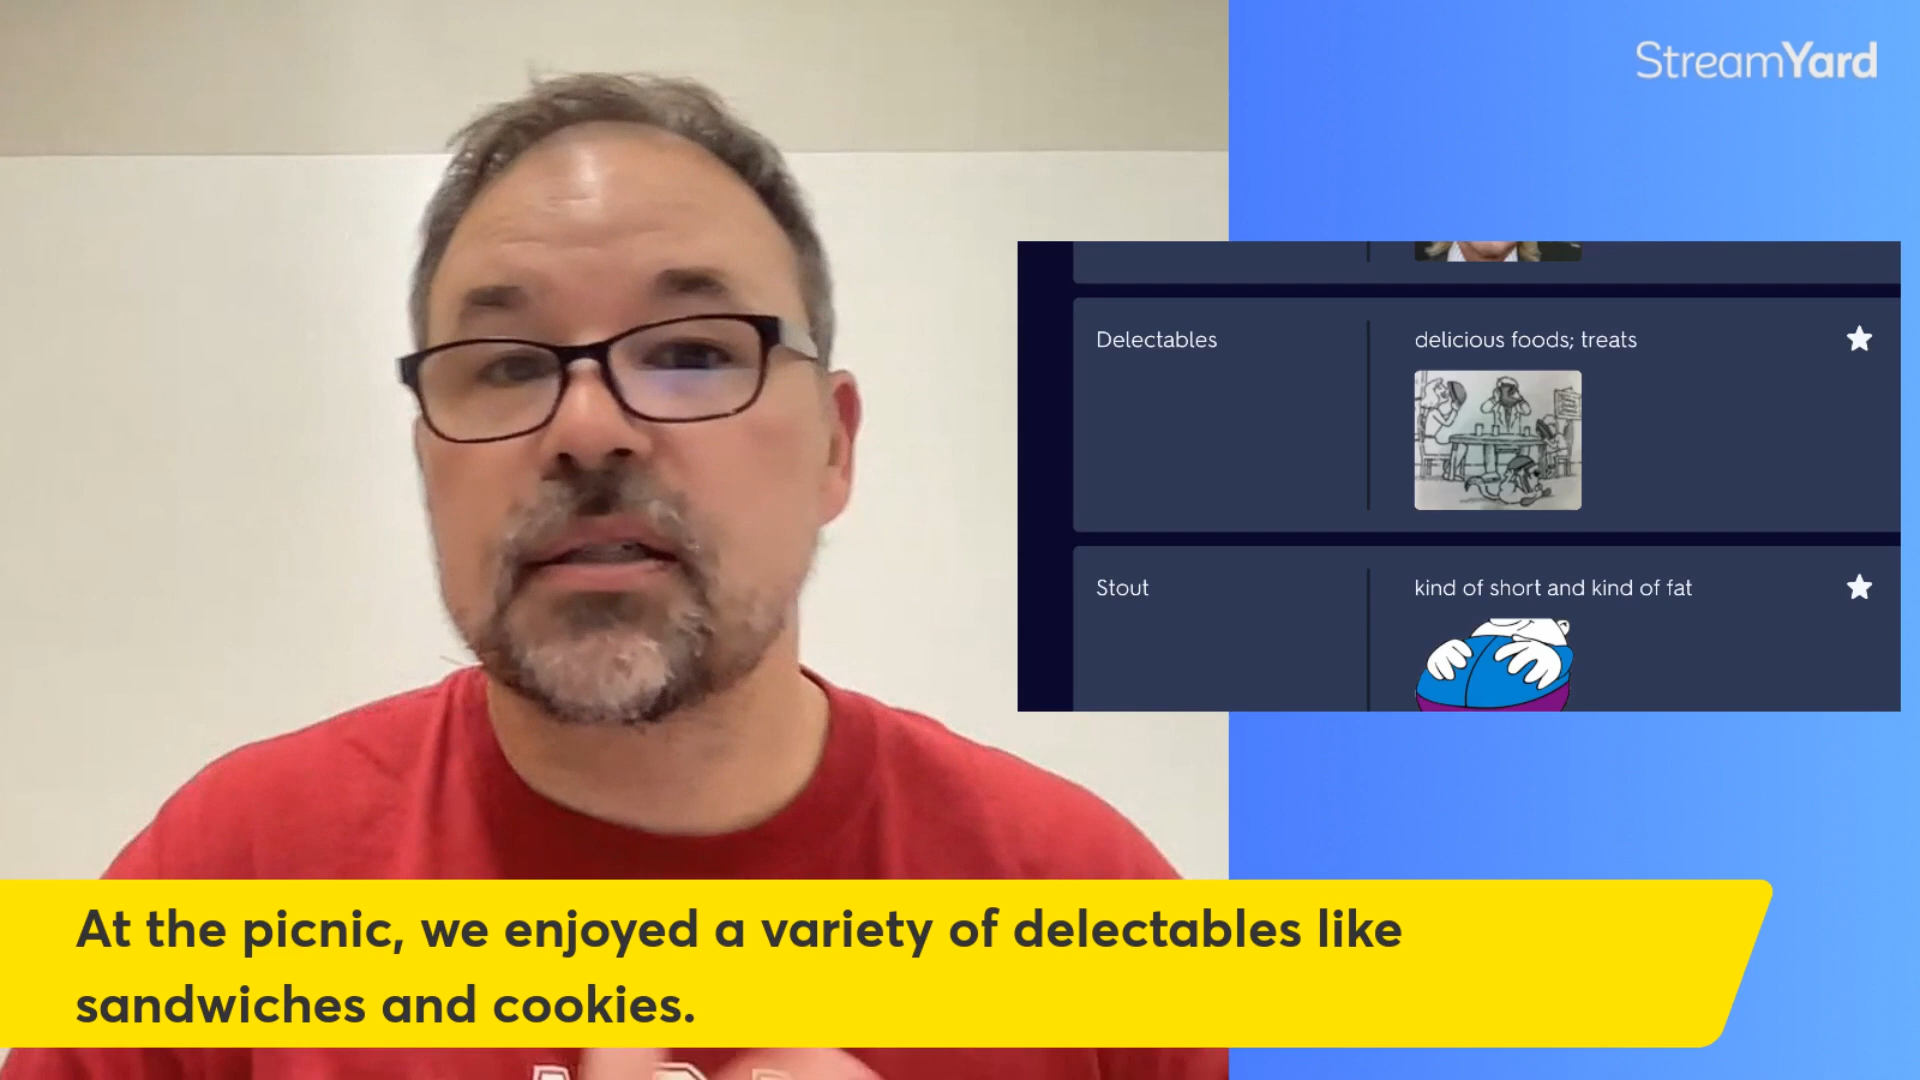 StreamYard
Delectables
delicious foods; treats
Stout
kind of short and kind of fat
At the picnic, we enjoyed a variety of delectables like
sandwiches and cookies.